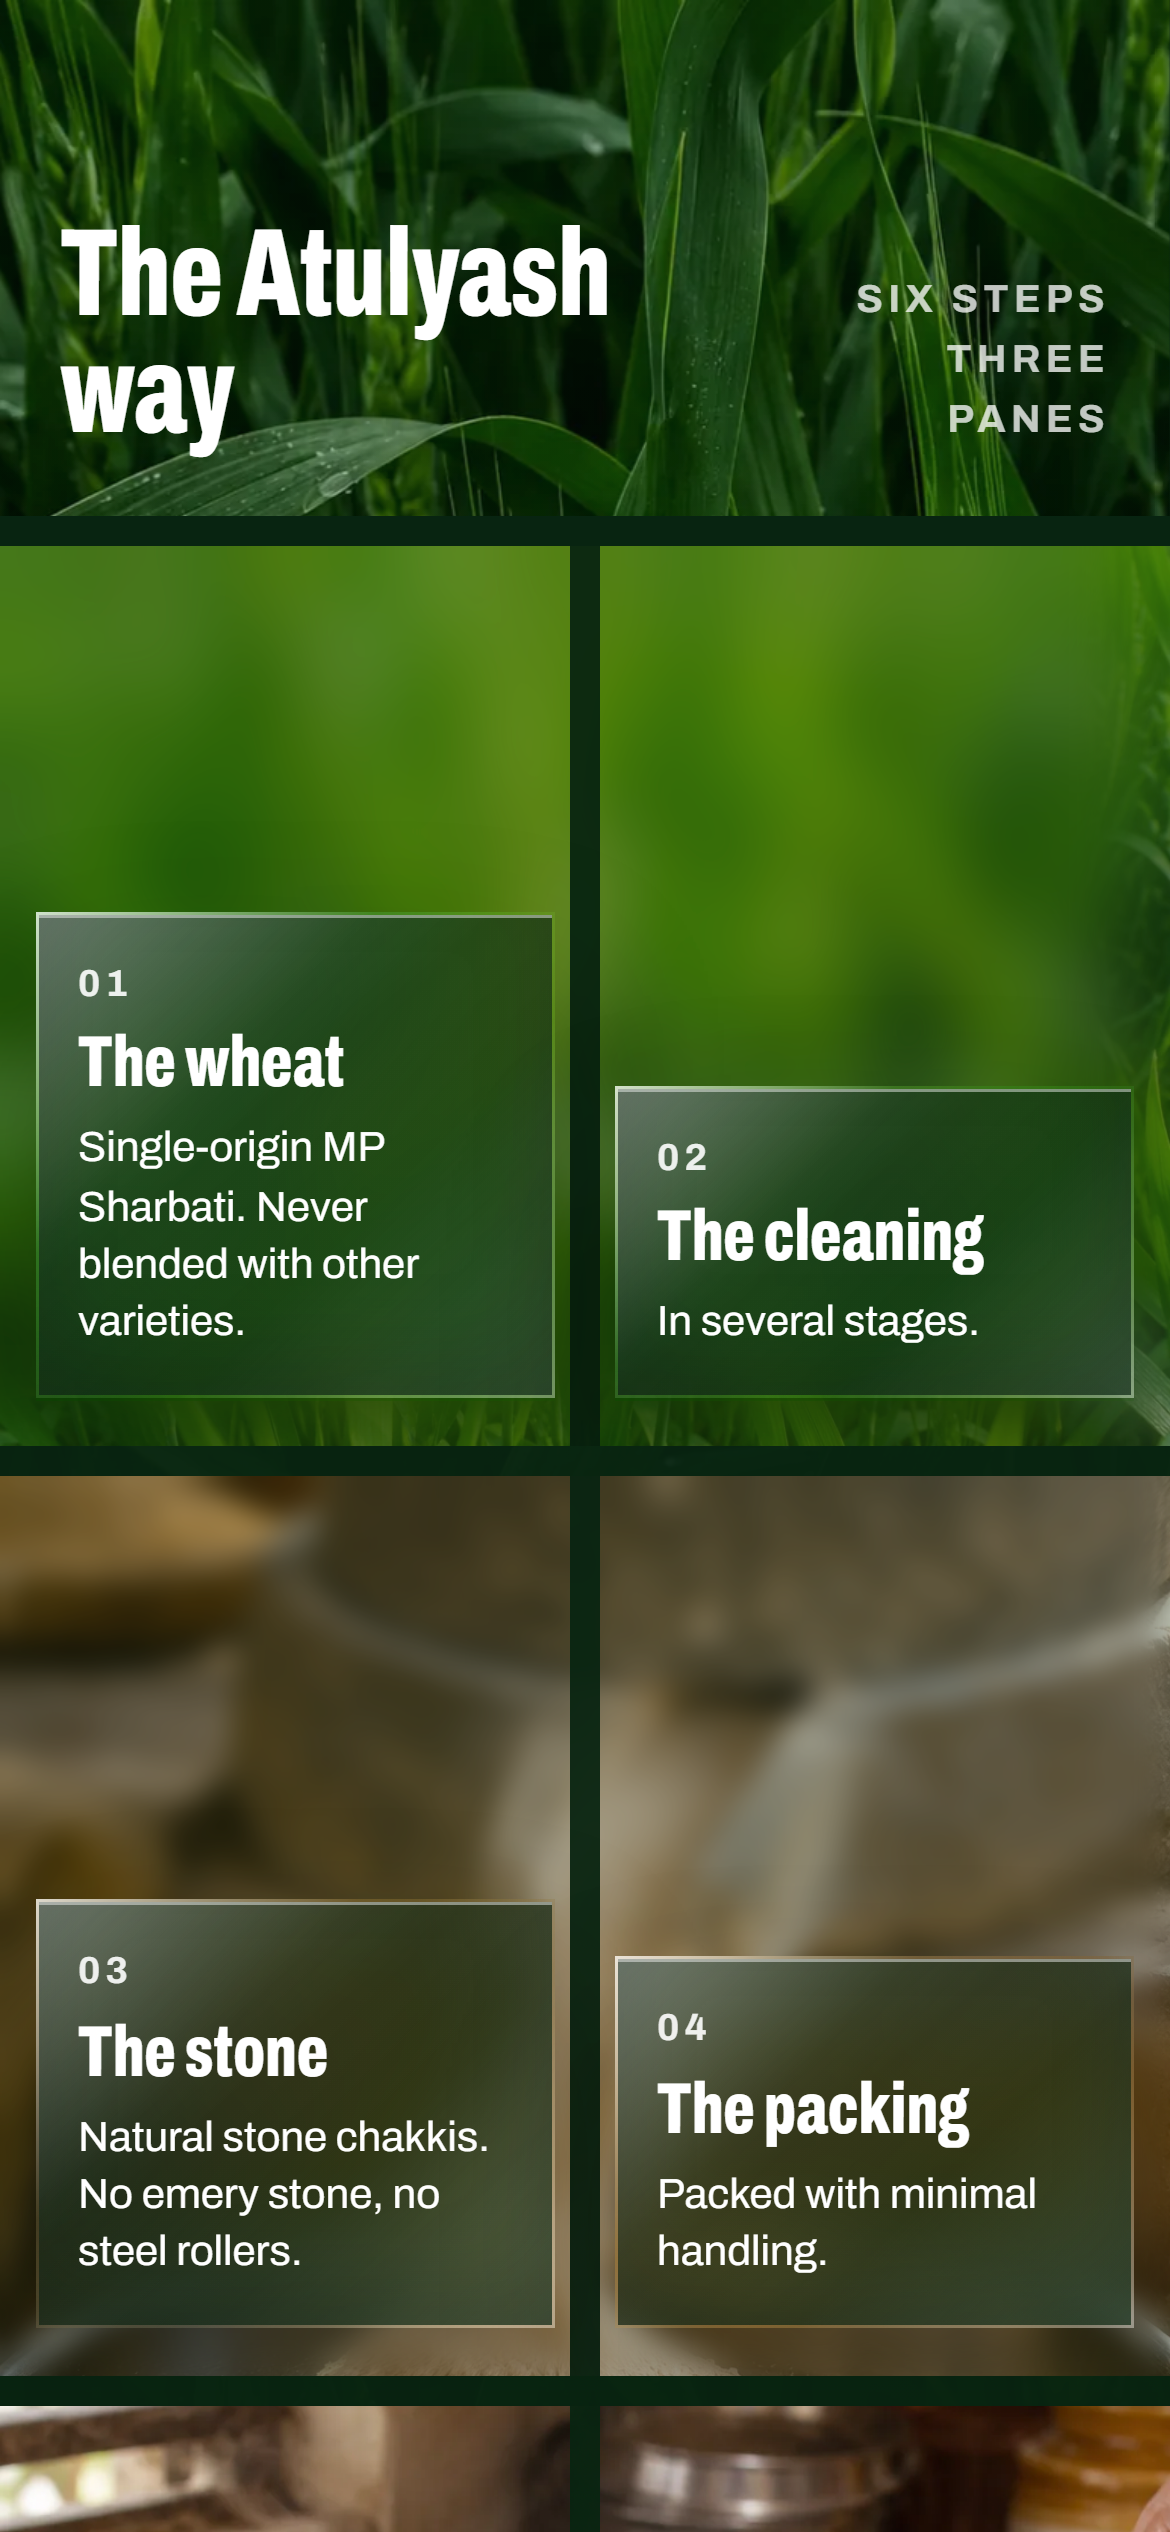 The Atulyash
way
SIX STEPS
THREE
PANES
01
The wheat
Single-origin MP
Sharbati. Never
blended with other
varieties.
02
The cleaning
In several stages.
03
The stone
Natural stone chakkis.
No emery stone, no
steel rollers.
04
The packing
Packed with minimal
handling.